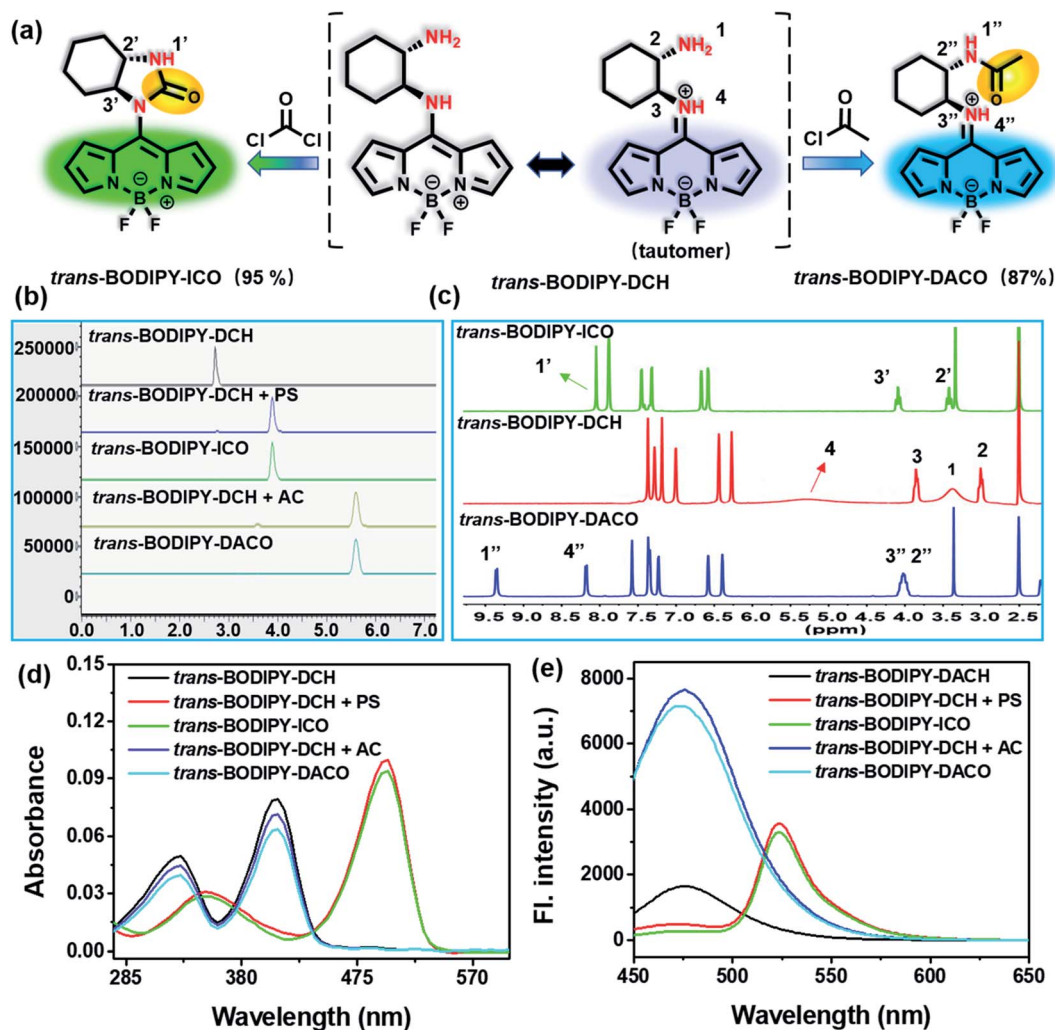 (a)
2' NH 1'
3' N O
NH2
NH
O
Cl Cl
N N
B
F F
2 NH2 1
3 NH 4
O
Cl
H 1''
2'' N
O
3'' NH 4''
N N
B
F F
(tautomer)
trans-BODIPY-ICO (95 %)
trans-BODIPY-DCH
trans-BODIPY-DACO (87%)
(b)
trans-BODIPY-DCH
trans-BODIPY-DCH + PS
trans-BODIPY-ICO
trans-BODIPY-DCH + AC
trans-BODIPY-DACO
250000
200000
150000
100000
50000
0
0.0 1.0 2.0 3.0 4.0 5.0 6.0 7.0
(c)
trans-BODIPY-ICO
1' 3' 2'
trans-BODIPY-DCH
4 3 1 2
trans-BODIPY-DACO
1'' 4'' 3'' 2''
9.5 9.0 8.5 8.0 7.5 7.0 6.5 6.0 5.5 5.0 4.5 4.0 3.5 3.0 2.5
(ppm)
(d)
trans-BODIPY-DCH
trans-BODIPY-DCH + PS
trans-BODIPY-ICO
trans-BODIPY-DCH + AC
trans-BODIPY-DACO
Absorbance
0.15
0.12
0.09
0.06
0.03
0.00
285 380 475 570
Wavelength (nm)
(e)
trans-BODIPY-DACH
trans-BODIPY-DCH + PS
trans-BODIPY-ICO
trans-BODIPY-DCH + AC
trans-BODIPY-DACO
Fl. intensity (a.u.)
8000
6000
4000
2000
0
450 500 550 600 650
Wavelength (nm)